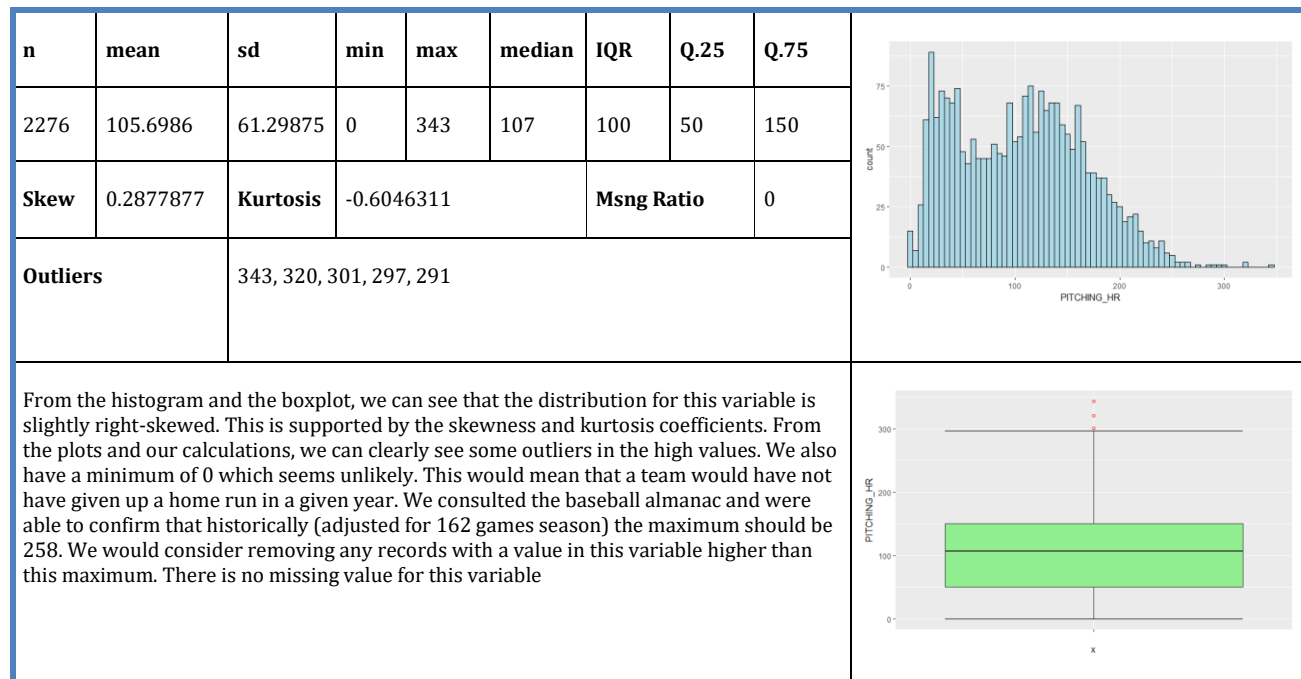 n mean sd min max median IQR Q.25 Q.75
2276 105.6986 61.29875 0 343 107 100 50 150
Skew 0.2877877 Kurtosis -0.6046311 Msng Ratio 0
Outliers 343, 320, 301, 297, 291
75
50
25
0
count
0 100 200 300
PITCHING_HR
From the histogram and the boxplot, we can see that the distribution for this variable is
slightly right-skewed. This is supported by the skewness and kurtosis coefficients. From
the plots and our calculations, we can clearly see some outliers in the high values. We also
have a minimum of 0 which seems unlikely. This would mean that a team would have not
have given up a home run in a given year. We consulted the baseball almanac and were
able to confirm that historically (adjusted for 162 games season) the maximum should be
258. We would consider removing any records with a value in this variable higher than
this maximum. There is no missing value for this variable
300
200
100
0
PITCHING_HR
x